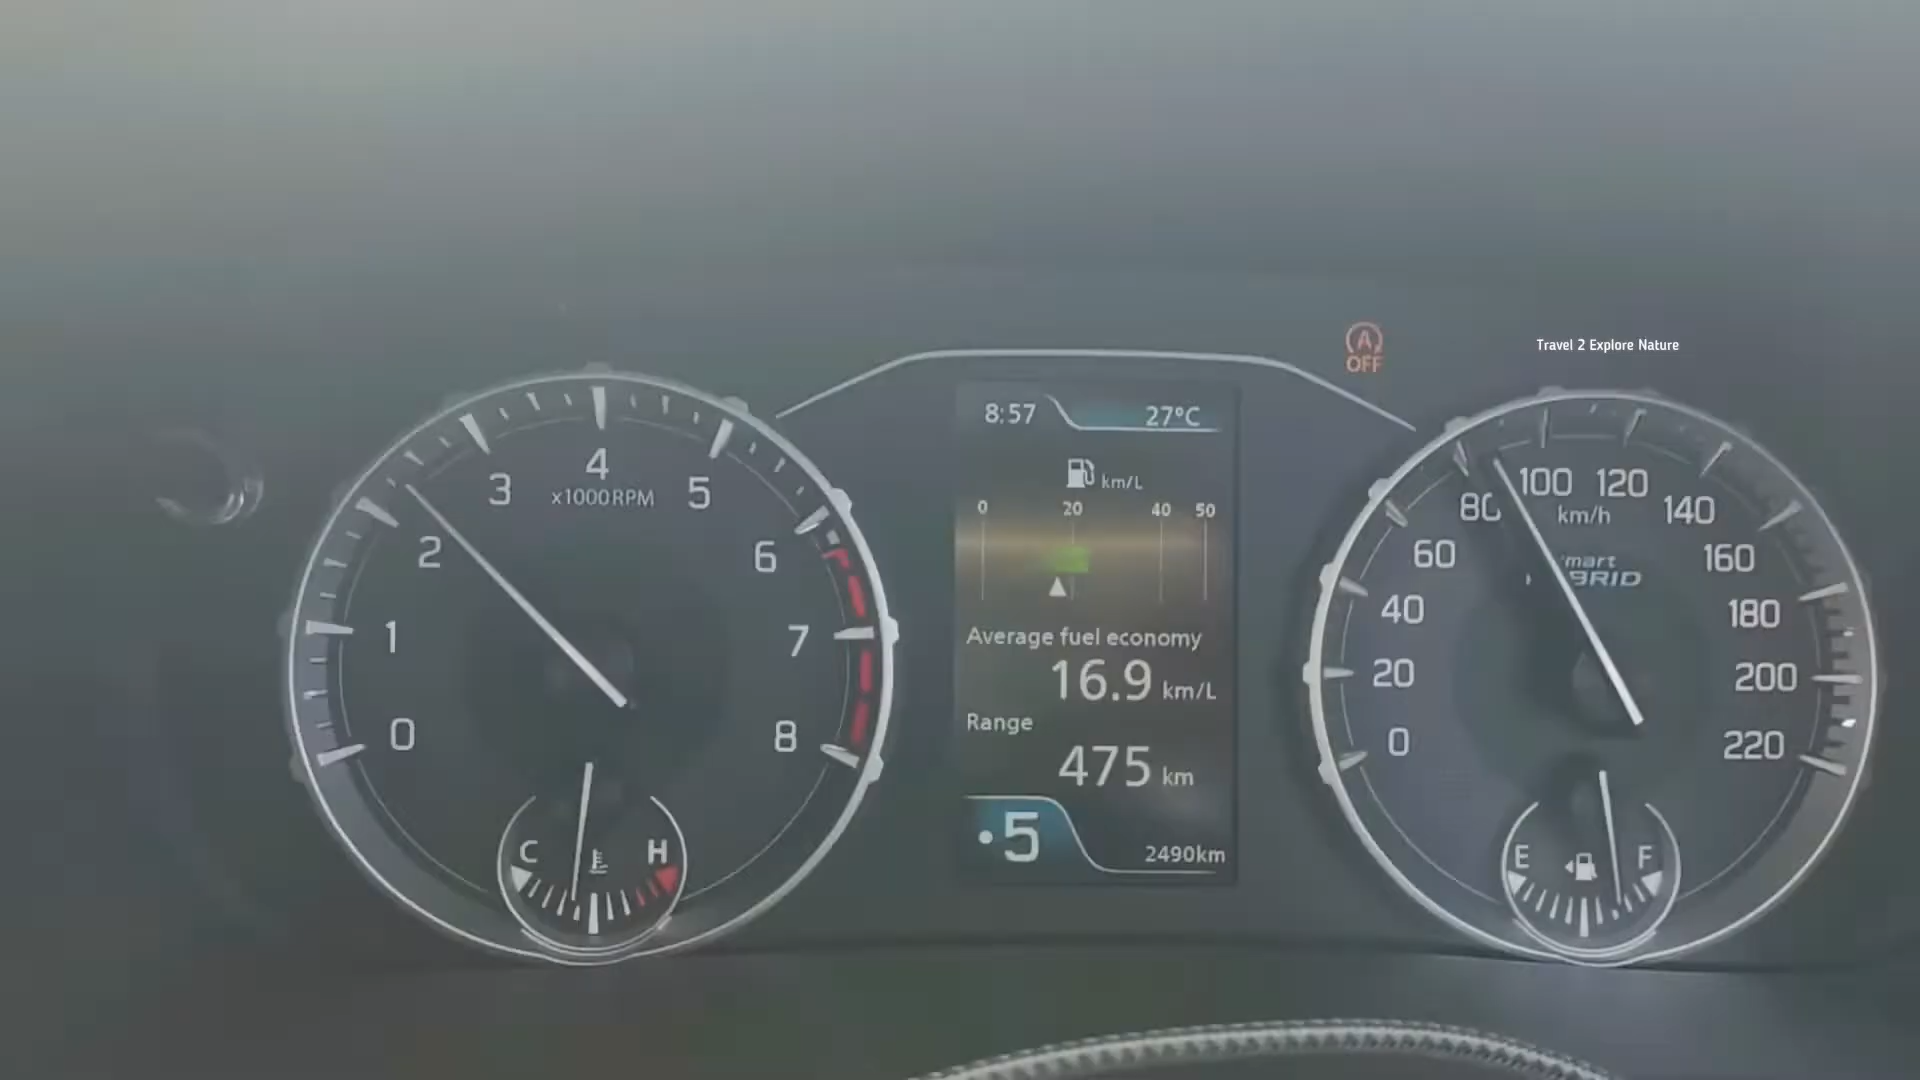 A
OFF
Travel 2 Explore Nature
0 1 2 3 4 5 6 7 8
x1000RPM
C H
8:57 27°C
km/L
0 20 40 50
Average fuel economy
16.9 km/L
Range
475 km
•5
2490km
0 20 40 60 80 100 120 140 160 180 200 220
km/h
E F